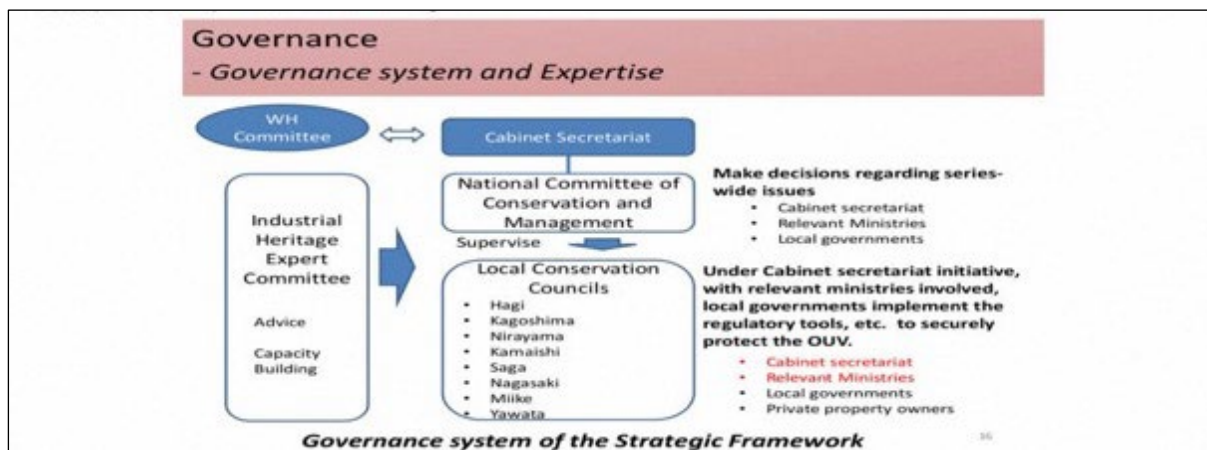 Governance
- Governance system and Expertise
WH
Committee
Cabinet Secretariat
National Committee of
Conservation and
Management
Supervise
Industrial
Heritage
Expert
Committee
Advice
Capacity
Building
Local Conservation
Councils
• Hagi
• Kagoshima
• Nirayama
• Kamaishi
• Saga
• Nagasaki
• Miike
• Yawata
Make decisions regarding series-
wide issues
• Cabinet secretariat
• Relevant Ministries
• Local governments
Under Cabinet secretariat initiative,
with relevant ministries involved,
local governments implement the
regulatory tools, etc. to securely
protect the OUV.
• Cabinet secretariat
• Relevant Ministries
• Local governments
• Private property owners
Governance system of the Strategic Framework
16